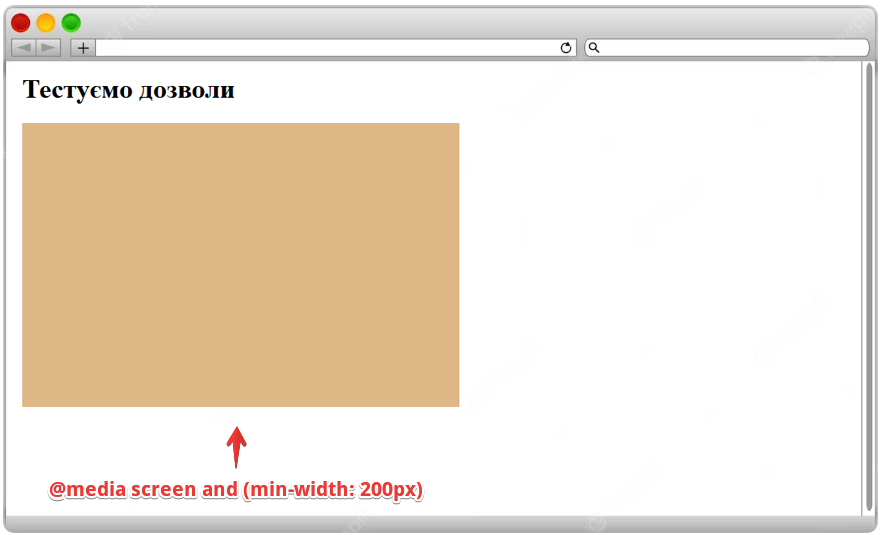 Тестуємо дозволи
@media screen and (min-width: 200px)